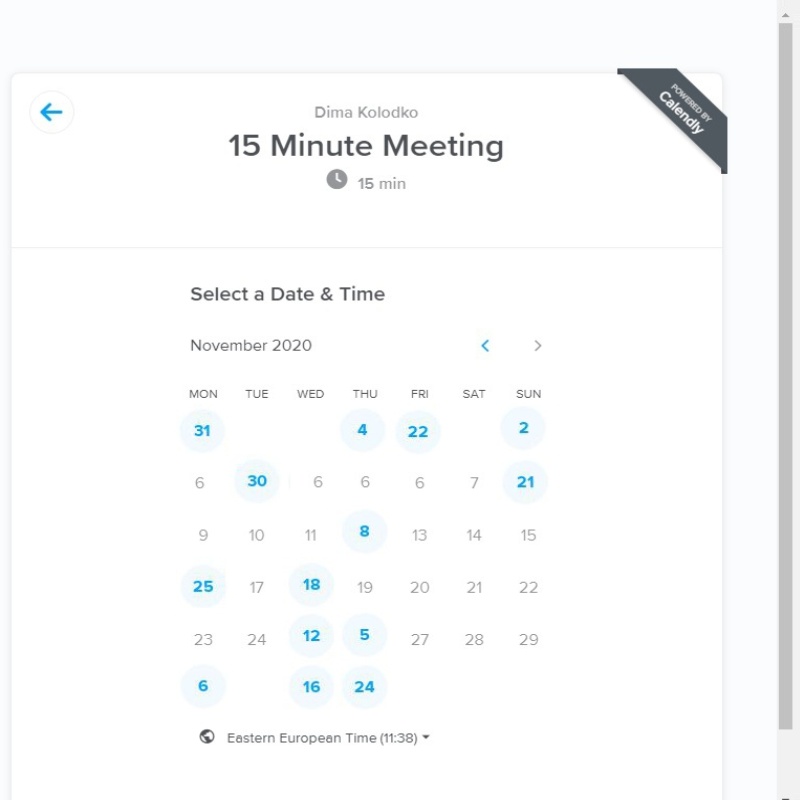 POWERED BY
Calendly
Dima Kolodko
15 Minute Meeting
15 min
Select a Date & Time
November 2020
MON TUE WED THU FRI SAT SUN
31 4 22 2
6 30 6 6 6 7 21
9 10 11 8 13 14 15
25 17 18 19 20 21 22
23 24 12 5 27 28 29
6 16 24
Eastern European Time (11:38)